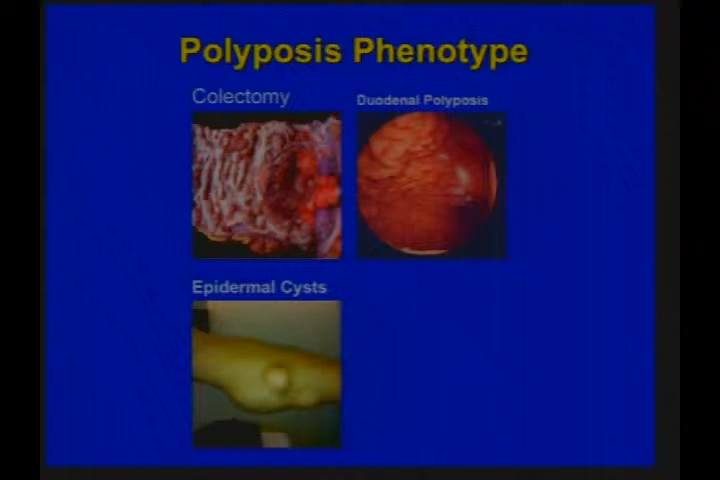 Polyposis Phenotype
Colectomy
Duodenal Polyposis
Epidermal Cysts